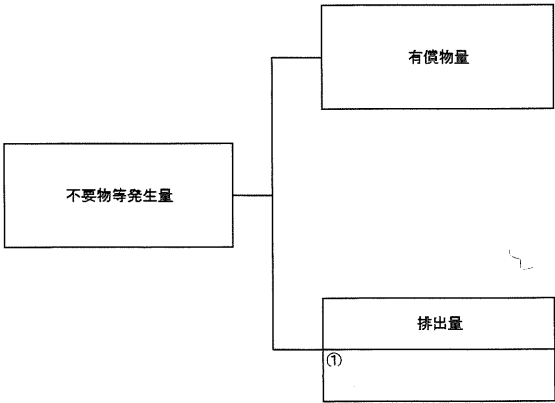 有償物量
不要物等発生量
排出量
①